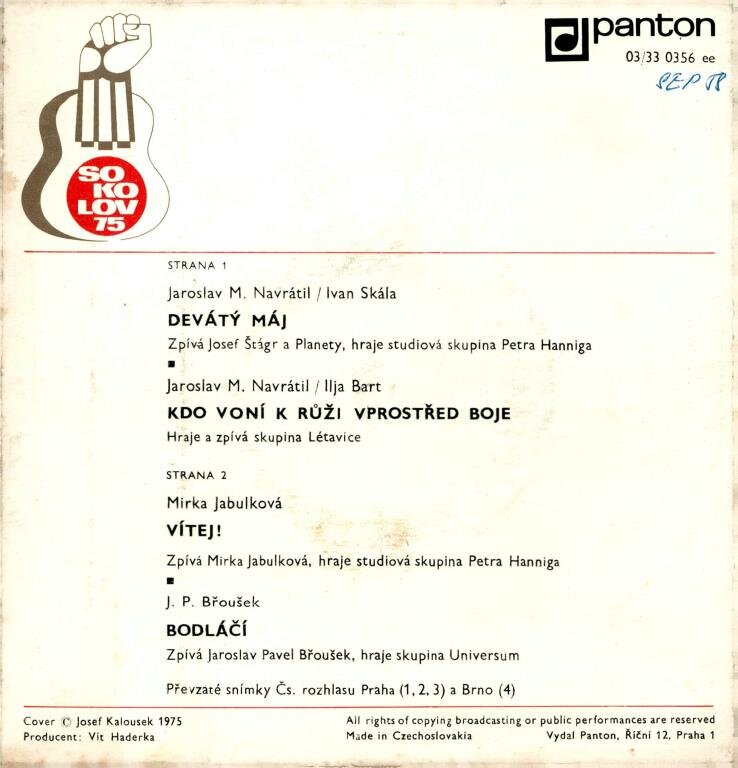 panton
03/33 0356 ee
SO
KO
LOV
75
STRANA 1
Jaroslav M. Navrátil / Ivan Skála
DEVÁTÝ MÁJ
Zpívá Josef Štágr a Planety, hraje studiová skupina Petra Hanniga
Jaroslav M. Navrátil / Ilja Bart
KDO VONÍ K RŮŽI VPROSTŘED BOJE
Hraje a zpívá skupina Létavice
STRANA 2
Mirka Jabulková
VÍTEJ!
Zpívá Mirka Jabulková, hraje studiová skupina Petra Hanniga
J. P. Břoušek
BODLÁČÍ
Zpívá Jaroslav Pavel Břoušek, hraje skupina Universum
Převzaté snímky Čs. rozhlasu Praha (1, 2, 3) a Brno (4)
Cover © Josef Kalousek 1975
Producent: Vít Haderka
All rights of copying broadcasting or public performances are reserved
Made in Czechoslovakia Vydal Panton, Říční 12, Praha 1